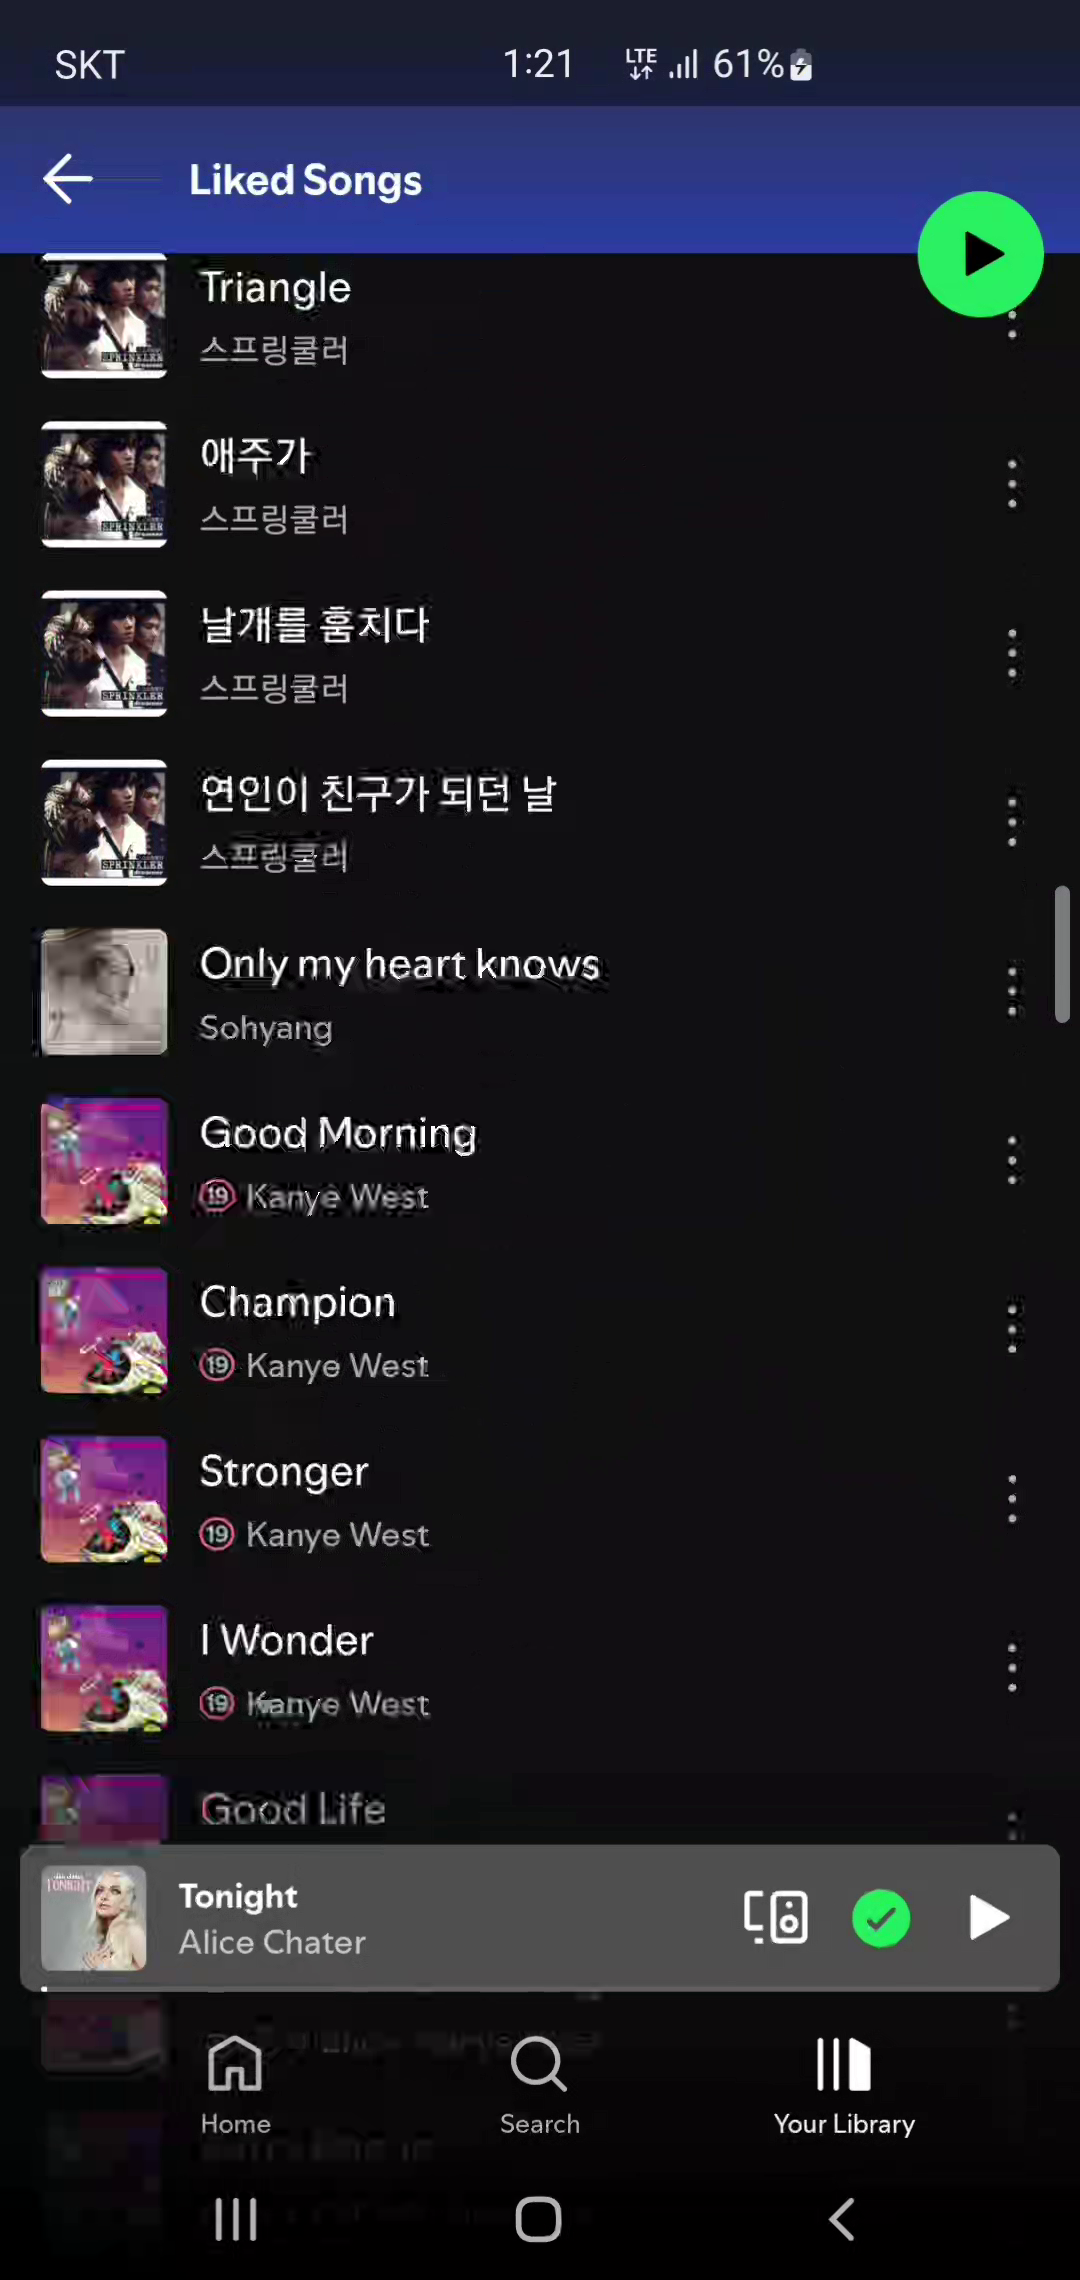 SKT 1:21 LTE 61%
Liked Songs
Triangle
스프링쿨러
애주가
스프링쿨러
날개를 훔치다
스프링쿨러
연인이 친구가 되던 날
스프링쿨러
Only my heart knows
Sohyang
Good Morning
19 Kanye West
Champion
19 Kanye West
Stronger
19 Kanye West
I Wonder
19 Kanye West
Good Life
TONIGHT
Tonight
Alice Chater
Home
Search
Your Library